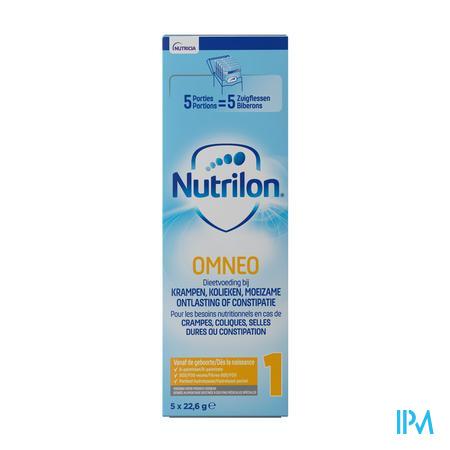 NUTRICIA
5 Porties Portions = 5 Zuigflessen Biberons
Nutrilon®
OMNEO
Dieetvoeding bij
KRAMPEN, KOLIEKEN, MOEIZAME
ONTLASTING OF CONSTIPATIE
Pour les besoins nutritionnels en cas de
CRAMPES, COLIQUES, SELLES
DURES OU CONSTIPATION
Vanaf de geboorte/Dès la naissance
1
5 x 22,6 g ℮
IPM